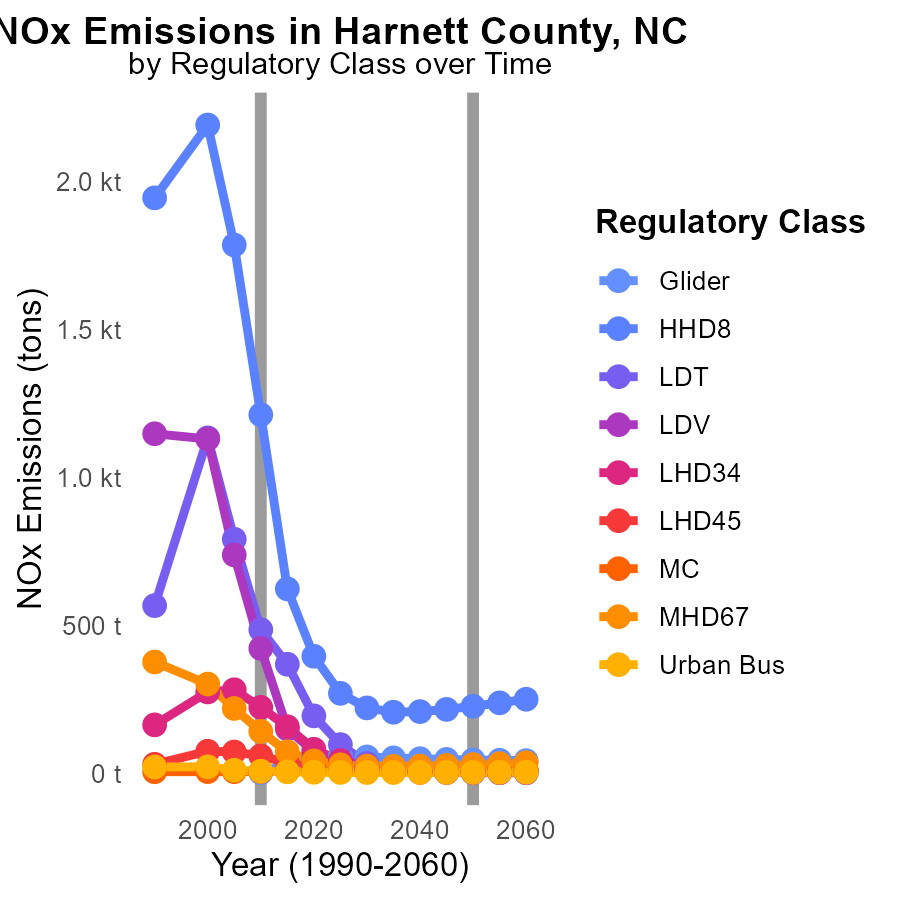 NOx Emissions in Harnett County, NC
by Regulatory Class over Time
NOx Emissions (tons)
2.0 kt
1.5 kt
1.0 kt
500 t
0 t
2000 2020 2040 2060
Year (1990-2060)
Regulatory Class
Glider
HHD8
LDT
LDV
LHD34
LHD45
MC
MHD67
Urban Bus